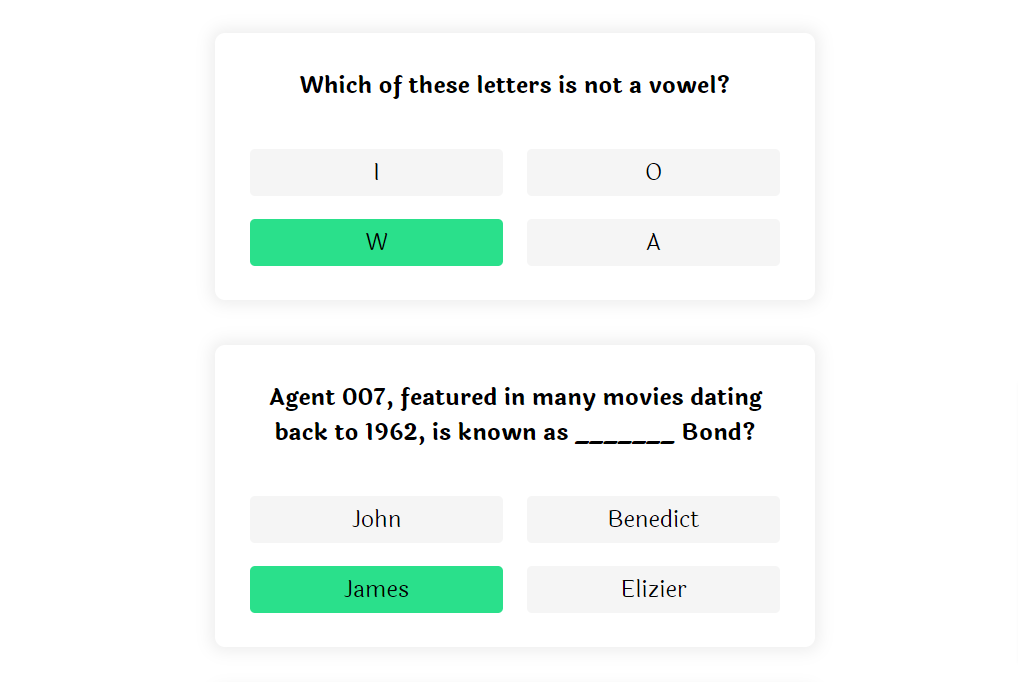 Which of these letters is not a vowel?
I
O
W
A
Agent 007, featured in many movies dating
back to 1962, is known as _______ Bond?
John
Benedict
James
Elizier